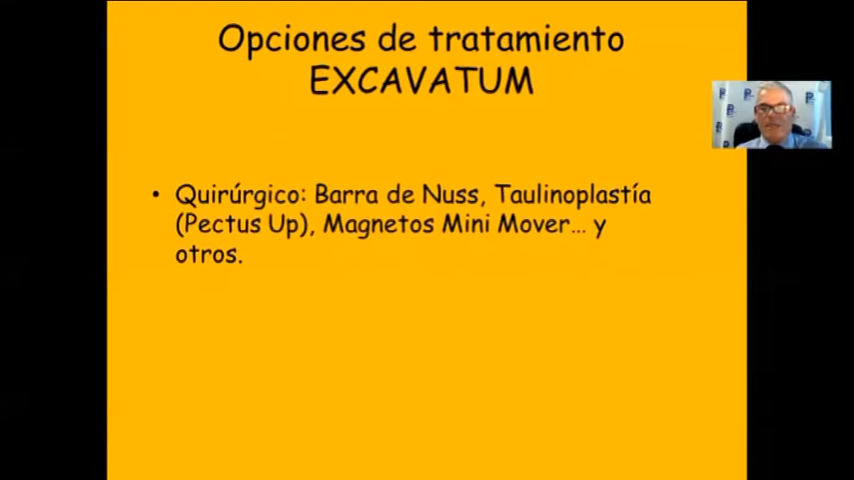 Opciones de tratamiento
EXCAVATUM
• Quirúrgico: Barra de Nuss, Taulinoplastía
(Pectus Up), Magnetos Mini Mover... y
otros.